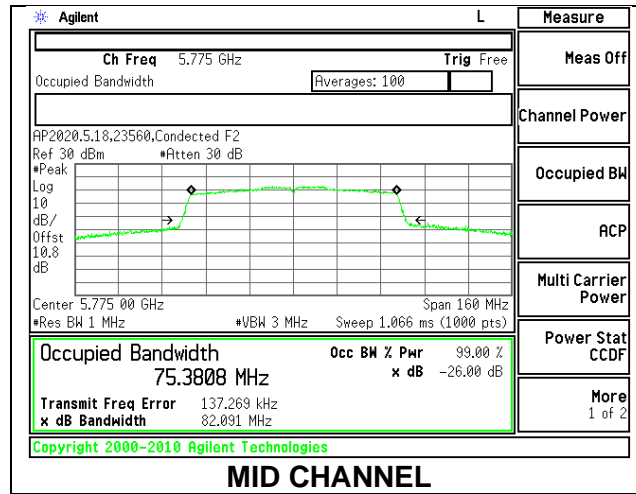 Agilent L Measure
Ch Freq 5.775 GHz Trig Free
Meas Off
Occupied Bandwidth Averages: 100
Channel Power
AP2020.5.18,23560,Condected F2
Ref 30 dBm #Atten 30 dB
#Peak
Log
10
dB/
Offst
10.8
dB
Occupied BW
ACP
Multi Carrier
Power
Center 5.775 00 GHz Span 160 MHz
#Res BW 1 MHz #VBW 3 MHz Sweep 1.066 ms (1000 pts)
Power Stat
CCDF
Occupied Bandwidth Occ BW % Pwr 99.00 %
75.3808 MHz x dB -26.00 dB
Transmit Freq Error 137.269 kHz
x dB Bandwidth 82.091 MHz
More
1 of 2
Copyright 2000-2010 Agilent Technologies
MID CHANNEL